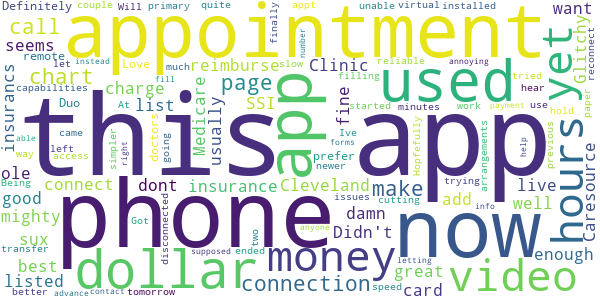 Definitely
couple
Will
primary
quite
appt
unable
virtual
installed
let
instead
finally
number
call
appointment
want
seems
remote
Love
much
slow
reimburse
Clinic
reliable
tried
annoying
Glitchy
reconnect
insurancs
chart
page
used
yet
capabilities
fill
charge
filling
hear
paper
Duo
At
list
doctors
usually
Medicare
SSI
app
fine
started
minutes
work
use
hold
this app
hours
Caresource
able
came
simpler
going
Ive
forms
payment
Hopefully
help
previous
way
left
access
right
newer
prefer
trying
arrangements
ole
connect
dont
insurance
Cleveland
make
live
Being
issues
cutting
add
good
mighty
phone
now
well
Got
disconnected
two
damn
Didn't
sux
transfer
supposed
ended
anyone
money
enough
best
dollar
connection
video
listed
great
info
better
advance
contact
tomorrow
speed
card
letting